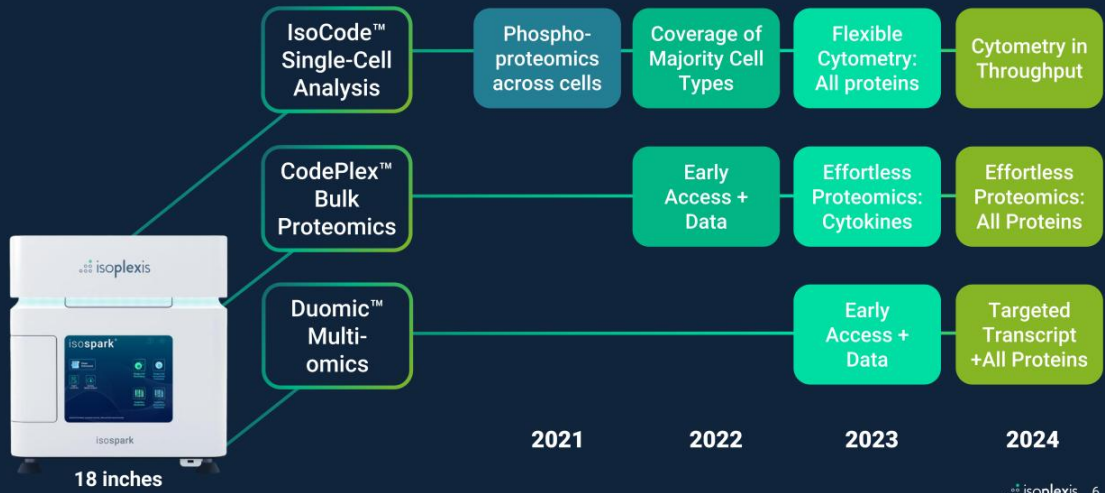 IsoCode™
Single-Cell
Analysis
Phospho-
proteomics
across cells
Coverage of
Majority Cell
Types
Flexible
Cytometry:
All proteins
Cytometry in
Throughput
CodePlex™
Bulk
Proteomics
Early
Access +
Data
Effortless
Proteomics:
Cytokines
Effortless
Proteomics:
All Proteins
Duomic™
Multi-
omics
Early
Access +
Data
Targeted
Transcript
+All Proteins
isoplexis
isospark
isospark
18 inches
2021
2022
2023
2024
isoplexis 6